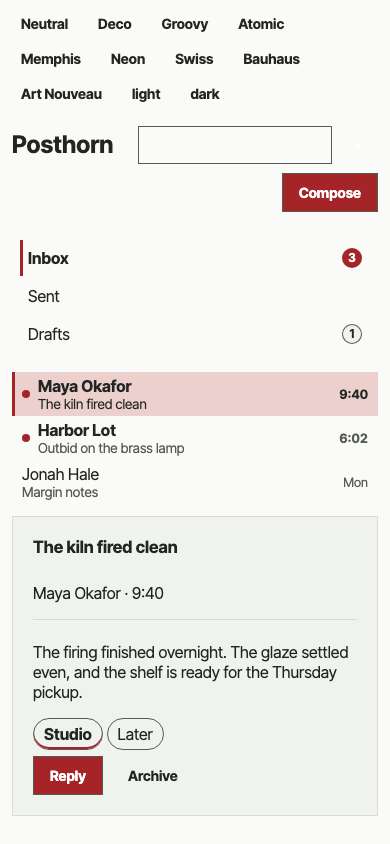 Neutral Deco Groovy Atomic
Memphis Neon Swiss Bauhaus
Art Nouveau light dark
Posthorn
Compose
Inbox 3
Sent
Drafts 1
Maya Okafor
The kiln fired clean 9:40
Harbor Lot
Outbid on the brass lamp 6:02
Jonah Hale
Margin notes Mon
The kiln fired clean
Maya Okafor · 9:40
The firing finished overnight. The glaze settled
even, and the shelf is ready for the Thursday
pickup.
Studio Later
Reply Archive